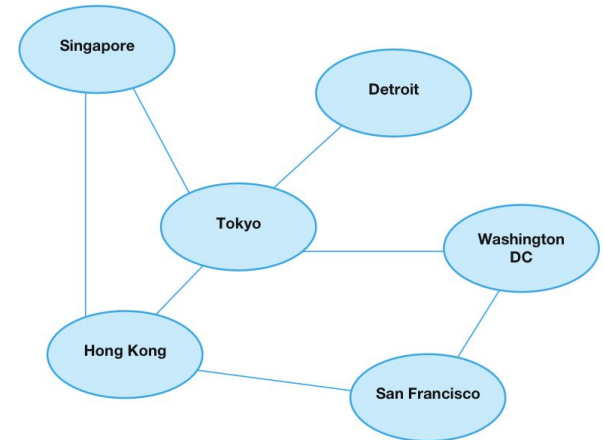 Singapore
Detroit
Tokyo
Washington
DC
Hong Kong
San Francisco